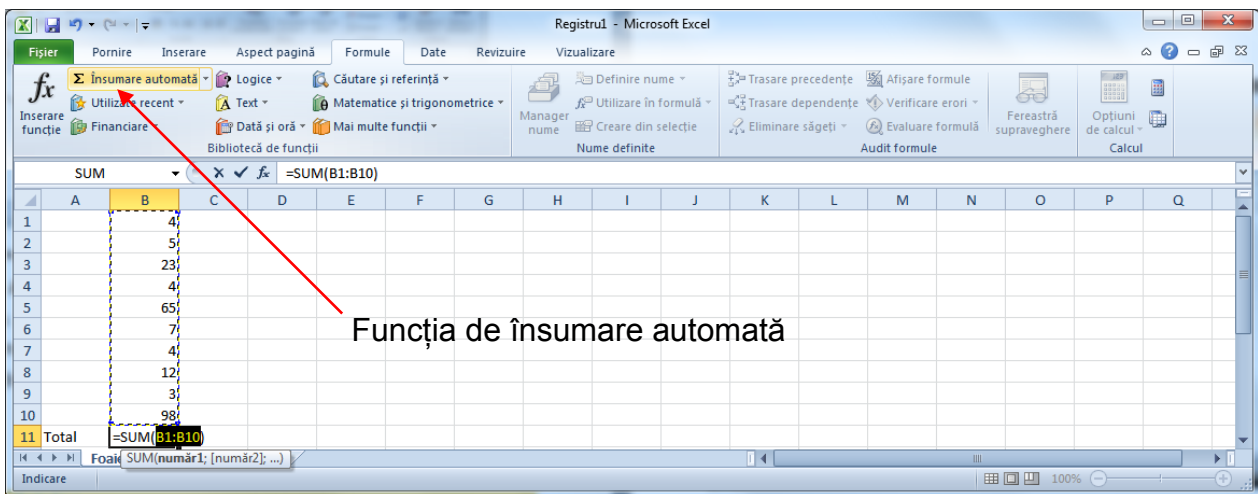 Registru1 - Microsoft Excel
Fișier Pornire Inserare Aspect pagină Formule Date Revizuire Vizualizare
fx Inserare funcție
Σ Însumare automată
Utilizate recent
Financiare
Logice
Text
Dată și oră
Căutare și referință
Matematice și trigonometrice
Mai multe funcții
Bibliotecă de funcții
Manager nume
Definire nume
Utilizare în formulă
Creare din selecție
Nume definite
Trasare precedențe
Trasare dependențe
Eliminare săgeți
Afișare formule
Verificare erori
Evaluare formulă
Audit formule
Fereastră supraveghere
Opțiuni de calcul
Calcul
SUM fx =SUM(B1:B10)
A B C D E F G H I J K L M N O P Q
1 4
2 5
3 23
4 4
5 65
6 7
7 4
8 12
9 3
10 98
11 Total =SUM(B1:B10)
Funcția de însumare automată
SUM(număr1; [număr2]; ...)
Indicare 100%